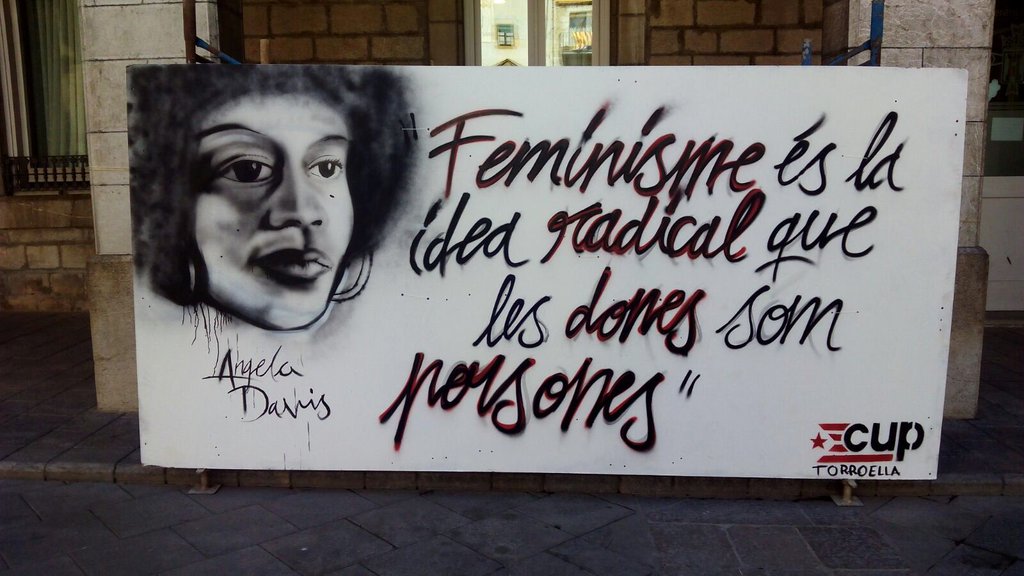 "Feminisme és la
idea radical que
les dones som
persones"
Angela
Davis
cup
TORROELLA